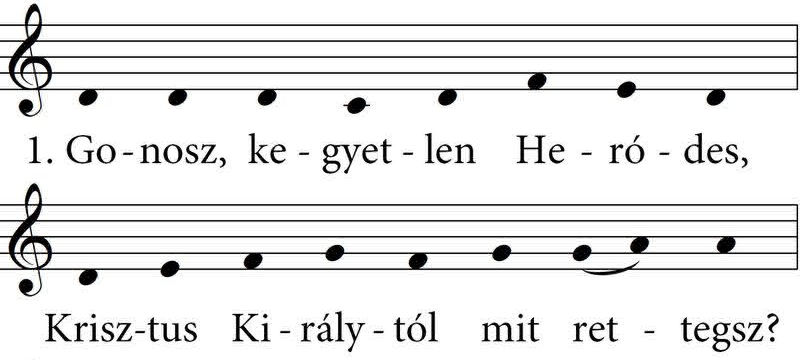 1. Go - nosz, ke - gyet - len He - ró - des,
Krisz - tus Ki - rály - tól mit ret - tegsz?